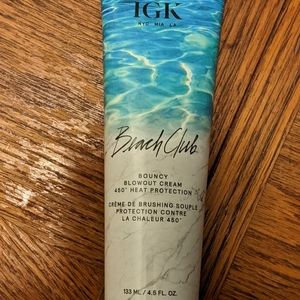 IGK
NYC MIA LA
Beach Club
BOUNCY
BLOWOUT CREAM
450° HEAT PROTECTION
CRÈME DE BRUSHING SOUPLE
PROTECTION CONTRE
LA CHALEUR 450°
133 ML / 4.5 FL. OZ.